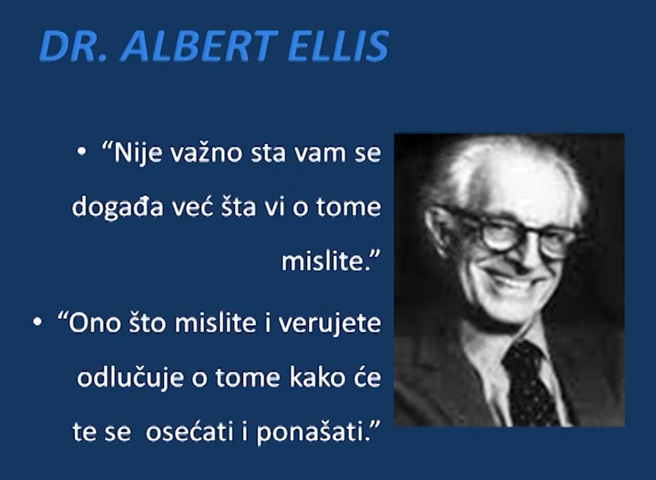 DR. ALBERT ELLIS
• “Nije važno sta vam se
događa već šta vi o tome
mislite.”
• “Ono što mislite i verujete
odlučuje o tome kako će
te se  osećati i ponašati.”